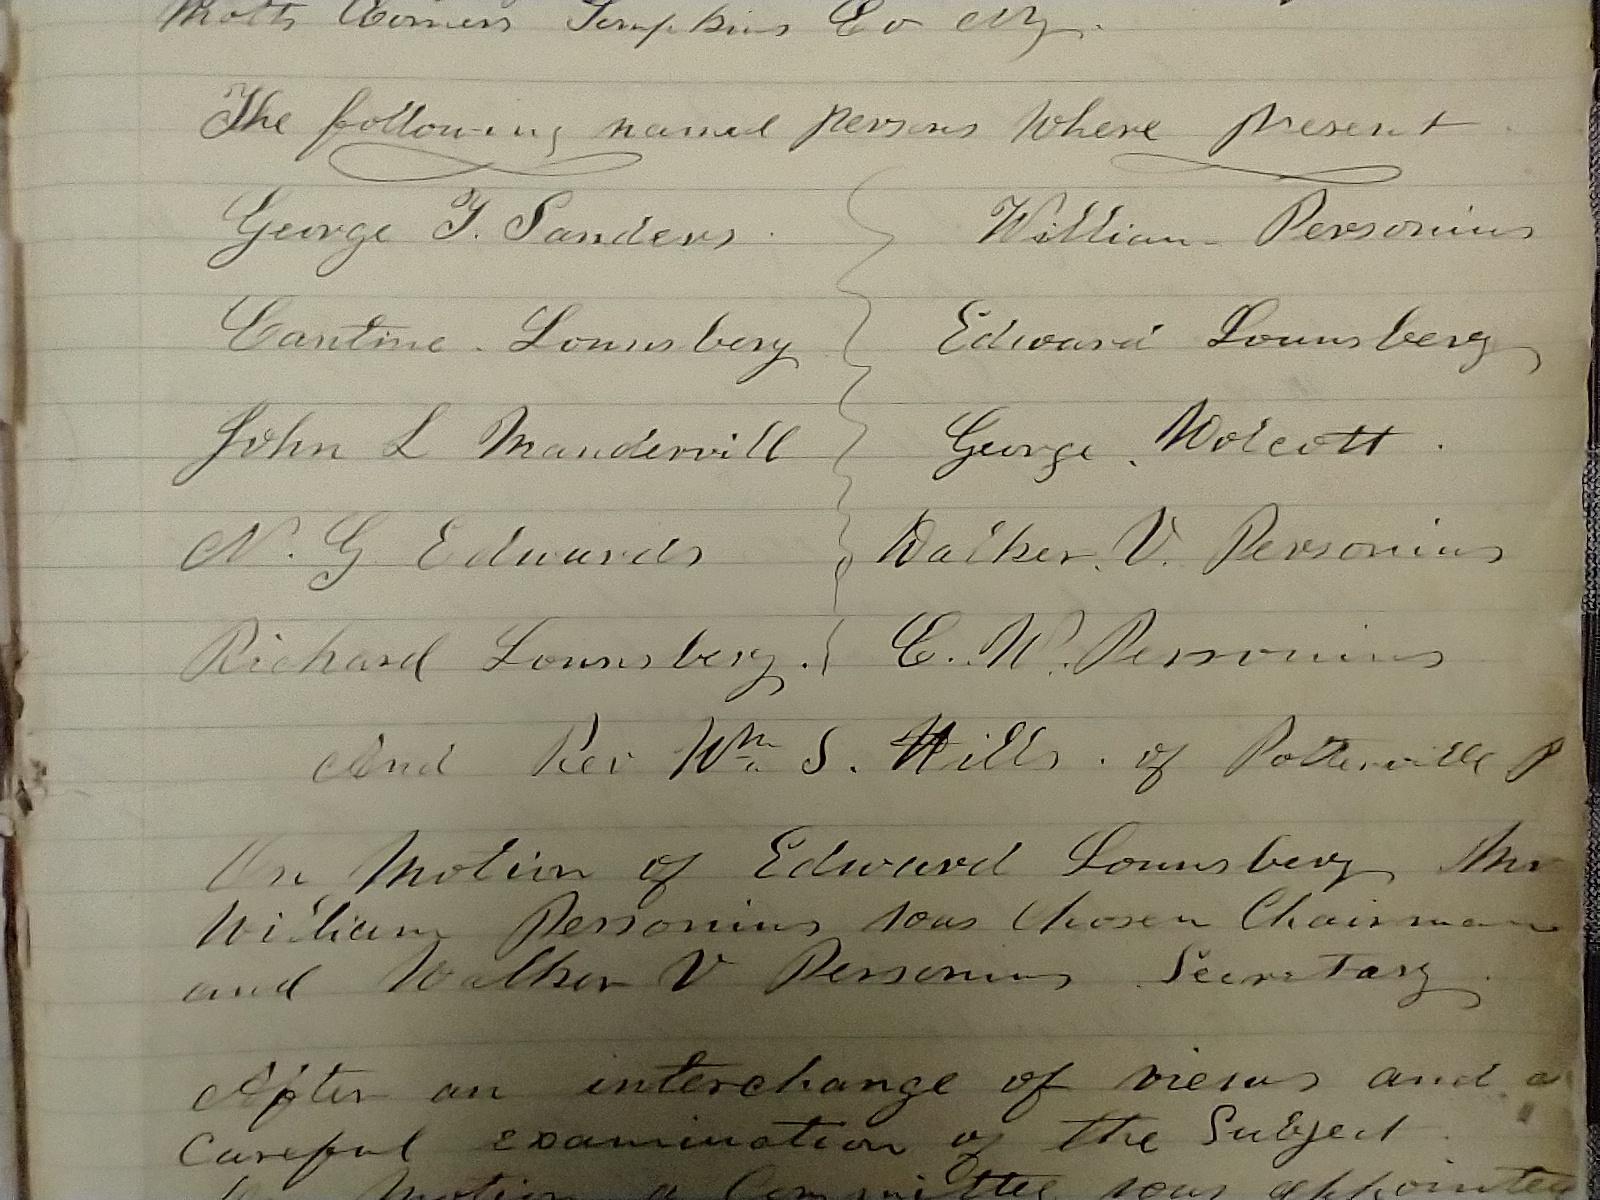 Motts Corners Tompkins Co NY.
The following named persons where present
George T. Sanders. William Personius
Cantine Lounsbery Edward Lounsbery
John L Mandervill George Wolcott.
N. G Edwards Walker V. Personius
Richard Lounsbery. C. W. Personius
And Rev Wm S. Hills. of Potterville P
On Motion of Edward Lounsbery Mr
William Personius was Chosen Chairman
and Walker V Personius Secretary.
After an interchange of views and a
Careful examination of the Subject.
On Motion a Committee was appointed